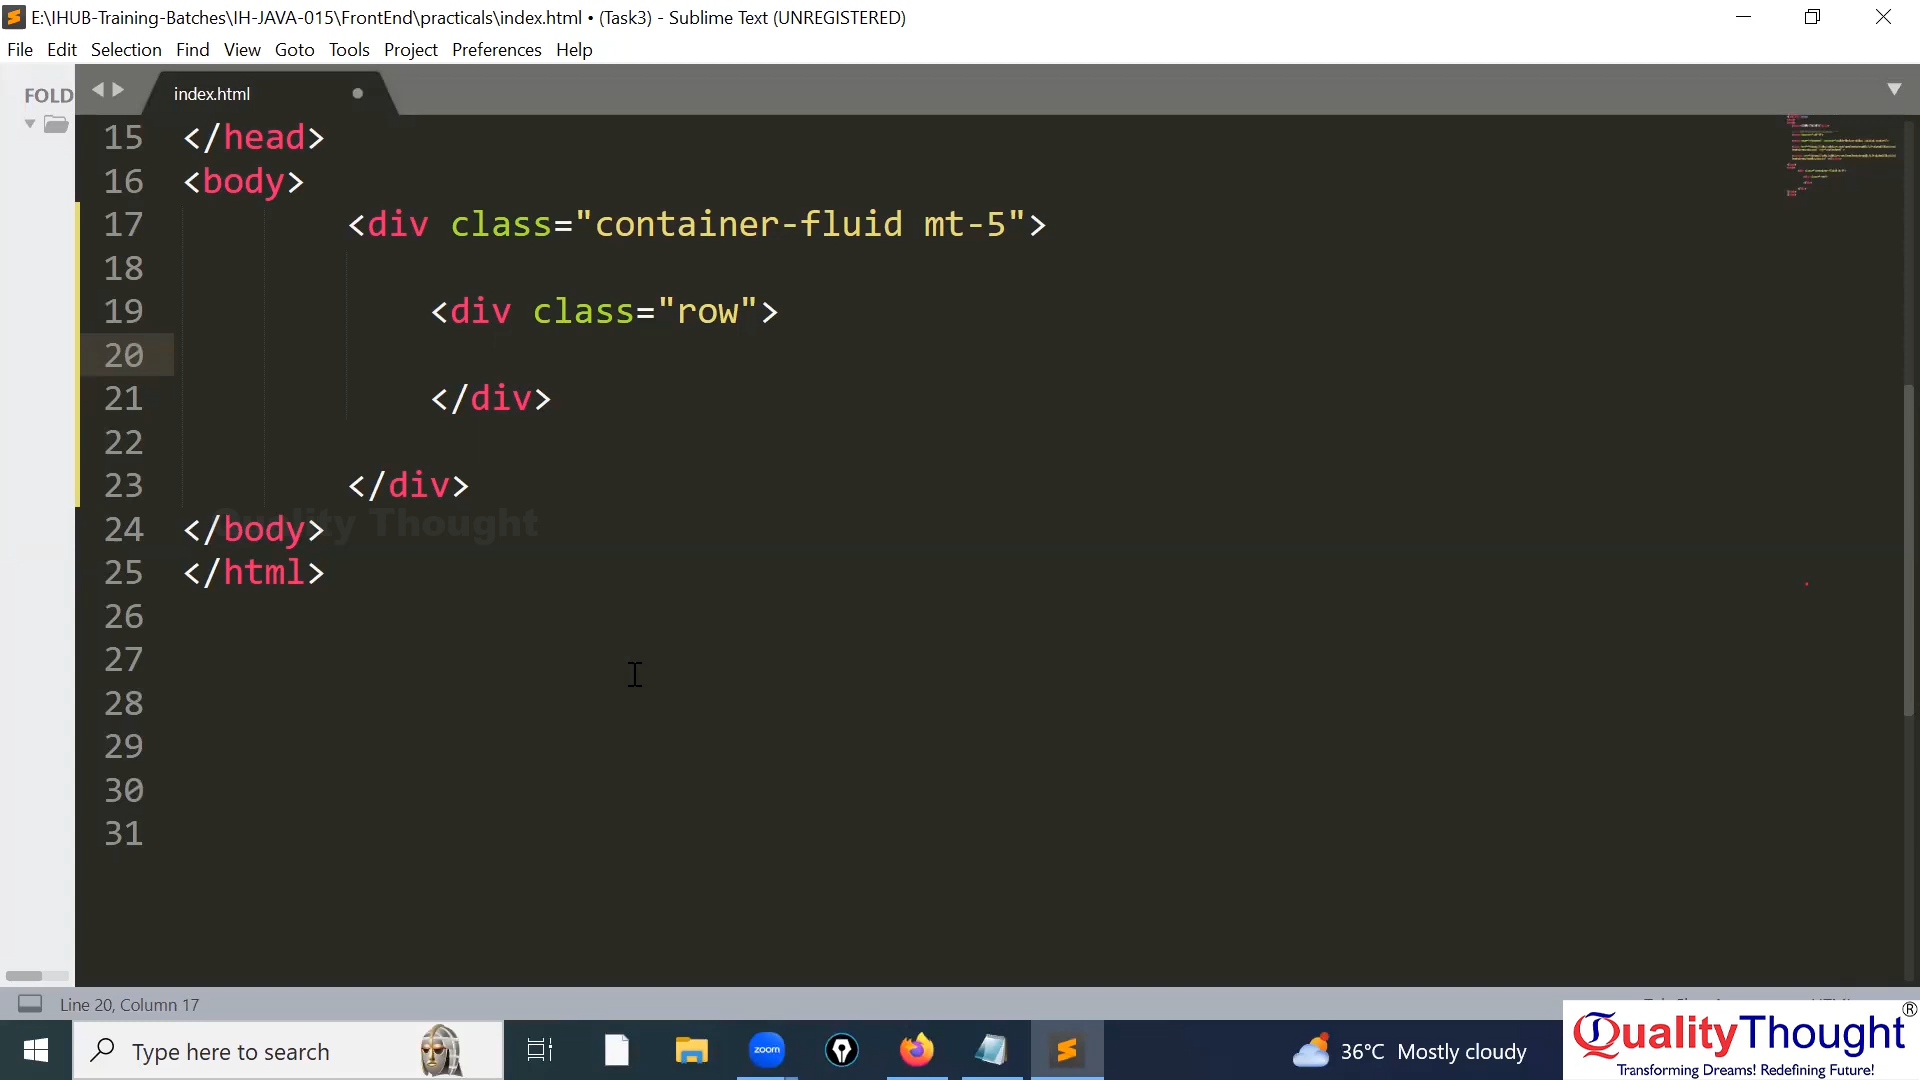 E:\IHUB-Training-Batches\IH-JAVA-015\FrontEnd\practicals\index.html • (Task3) - Sublime Text (UNREGISTERED)
File Edit Selection Find View Goto Tools Project Preferences Help
FOLD
index.html
15 </head>
16 <body>
17 <div class="container-fluid mt-5">
18
19 <div class="row">
20
21 </div>
22
23 </div>
Quality Thought
24 </body>
25 </html>
26
27
28
29
30
31
Line 20, Column 17
Type here to search
zoom
36°C Mostly cloudy
QualityThought®
Transforming Dreams! Redefining Future!